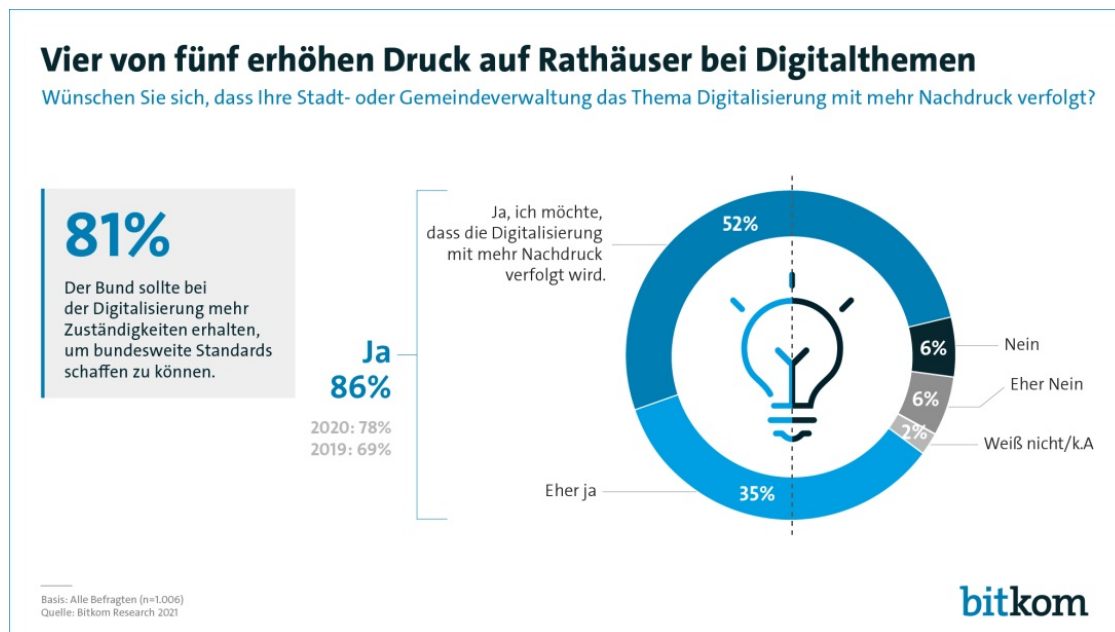 Vier von fünf erhöhen Druck auf Rathäuser bei Digitalthemen
Wünschen Sie sich, dass Ihre Stadt- oder Gemeindeverwaltung das Thema Digitalisierung mit mehr Nachdruck verfolgt?
81%
Der Bund sollte bei
der Digitalisierung mehr
Zuständigkeiten erhalten,
um bundesweite Standards
schaffen zu können.
Ja
86%
2020: 78%
2019: 69%
Ja, ich möchte,
dass die Digitalisierung
mit mehr Nachdruck
verfolgt wird.
Eher ja
52%
35%
6%
Nein
6%
Eher Nein
2%
Weiß nicht/k.A
Basis: Alle Befragten (n=1.006)
Quelle: Bitkom Research 2021
bitkom